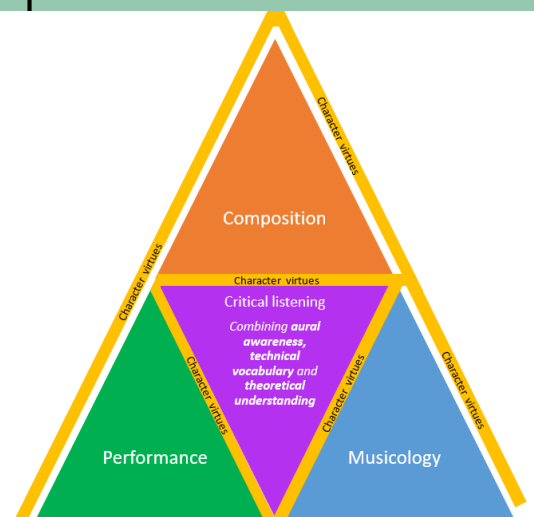 Character virtues
Composition
Character virtues
Character virtues
Critical listening
Combining aural
awareness,
technical
vocabulary and
theoretical
understanding
Character virtues
Character virtues
Character virtues
Performance
Musicology